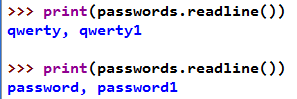 >>> print(passwords.readline())
qwerty, qwerty1
>>> print(passwords.readline())
password, password1